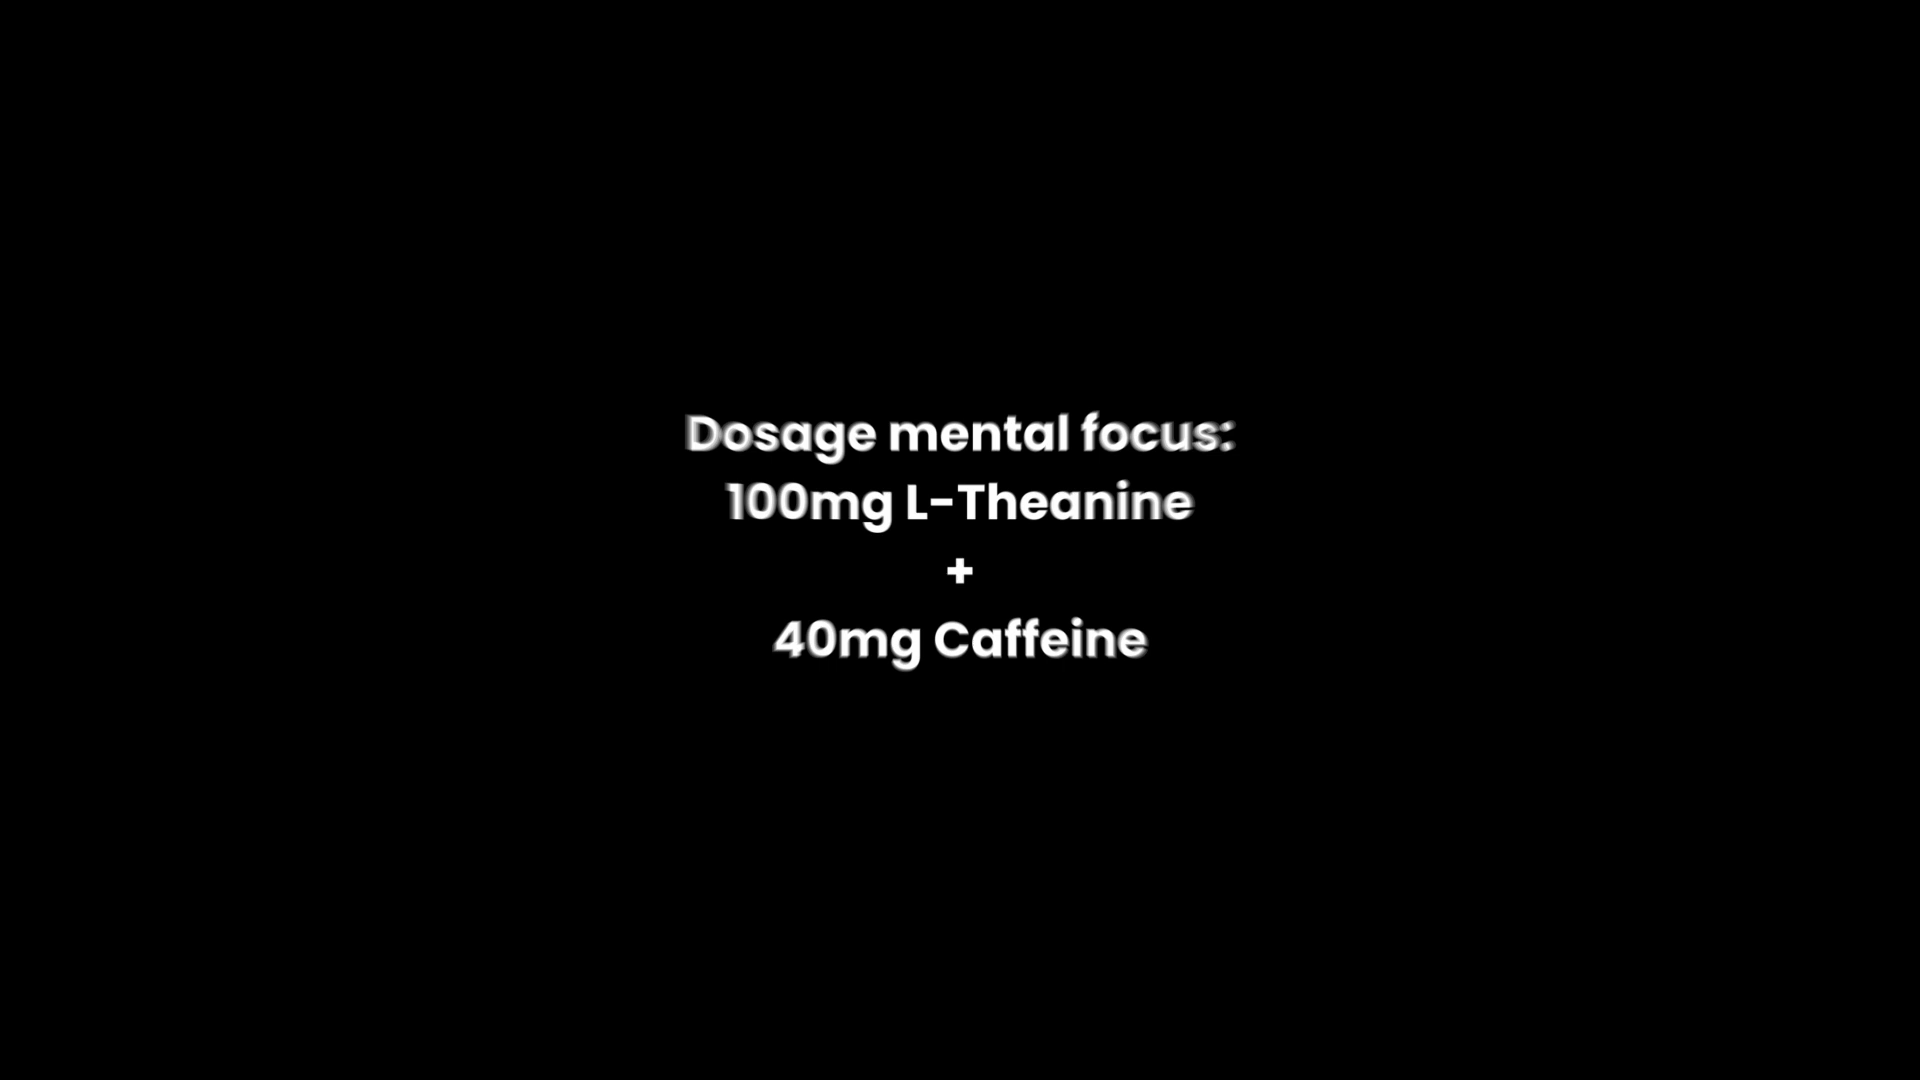 Dosage mental focus:
100mg L-Theanine
+
40mg Caffeine